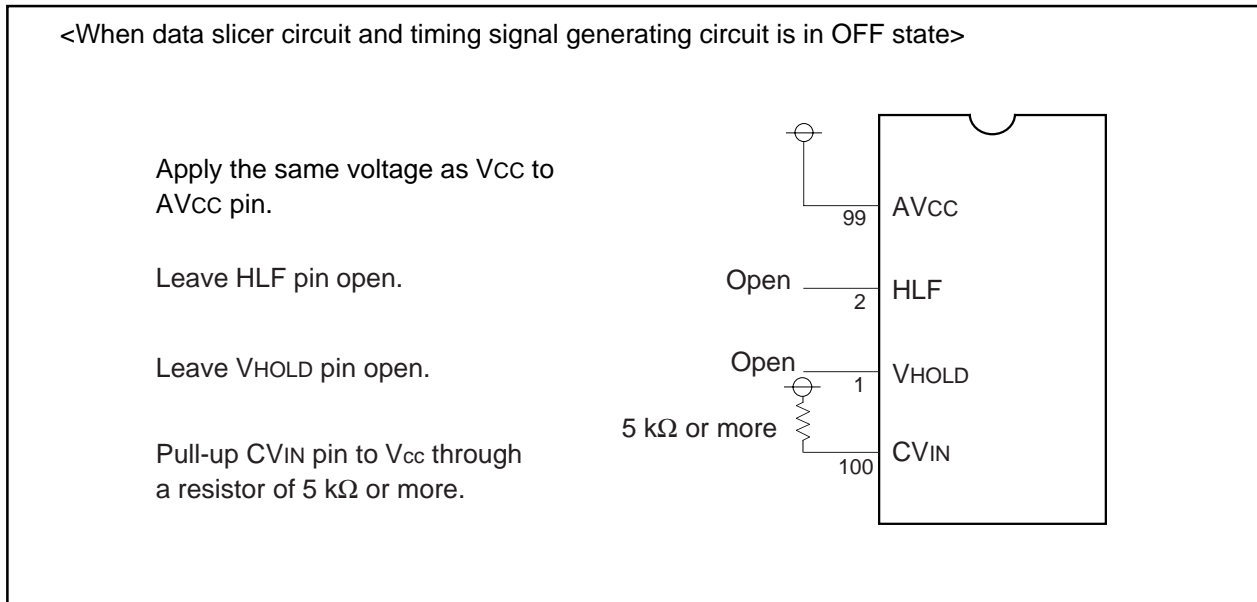 <When data slicer circuit and timing signal generating circuit is in OFF state>
Apply the same voltage as VCC to
AVCC pin.
Leave HLF pin open.
Leave VHOLD pin open.
Pull-up CVIN pin to Vcc through
a resistor of 5 kΩ or more.
99 AVCC
Open 2 HLF
Open 1 VHOLD
5 kΩ or more
100 CVIN